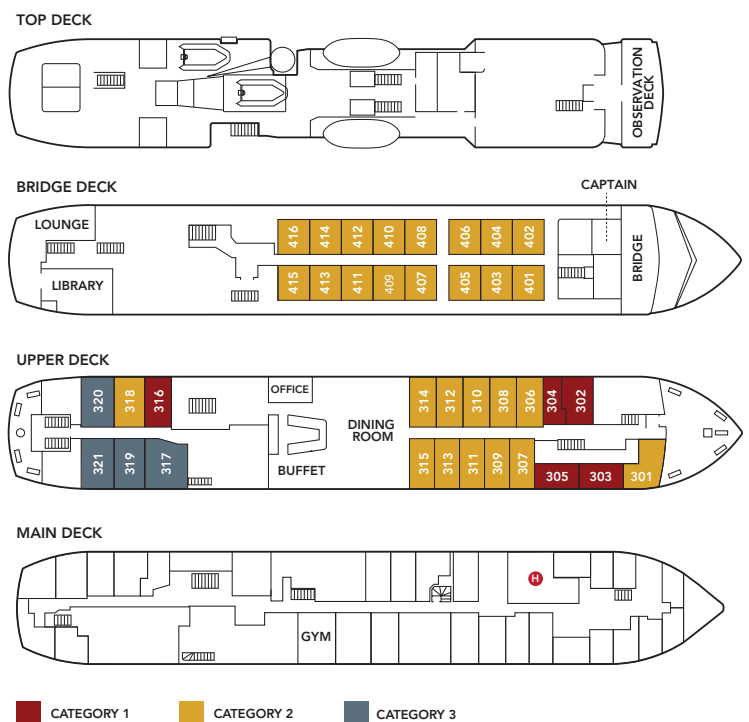 TOP DECK
OBSERVATION
DECK
BRIDGE DECK
CAPTAIN
LOUNGE
LIBRARY
416 414 412 410 408 406 404 402
415 413 411 409 407 405 403 401
BRIDGE
UPPER DECK
320 318 316
OFFICE
314 312 310 308 306 304 302
DINING
ROOM
BUFFET
321 319 317
315 313 311 309 307 305 303 301
MAIN DECK
H
GYM
CATEGORY 1 CATEGORY 2 CATEGORY 3